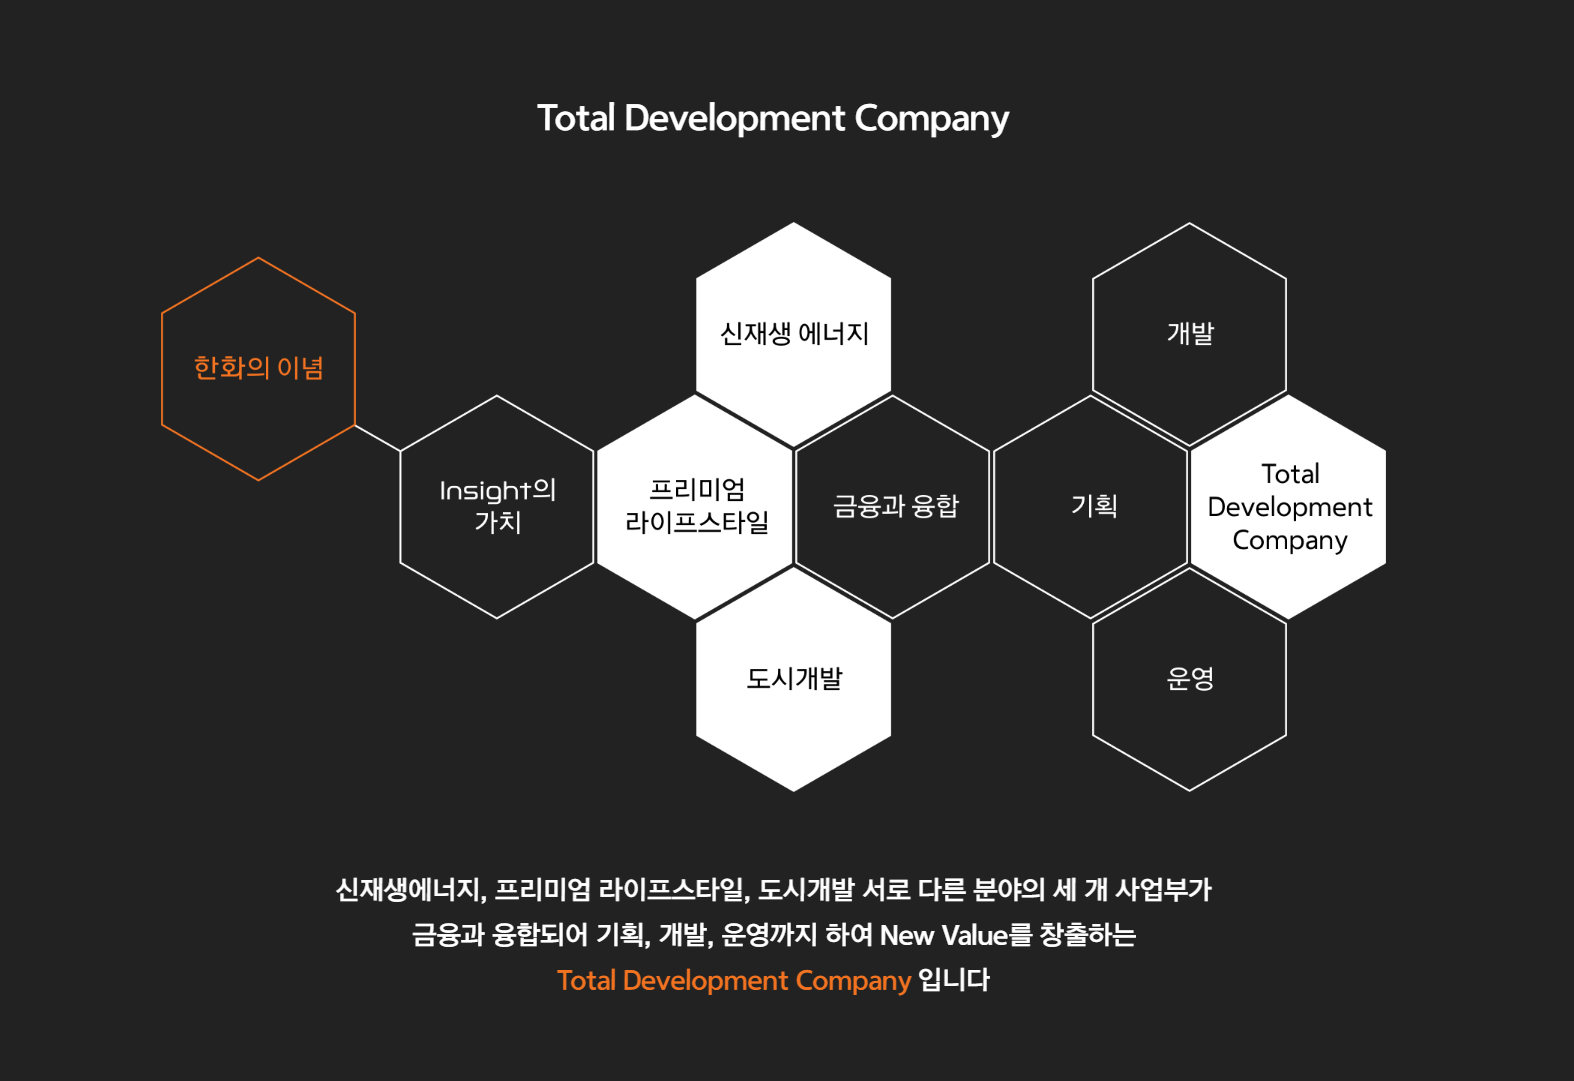 Total Development Company
한화의 이념
Insight의
가치
신재생 에너지
프리미엄
라이프스타일
도시개발
금융과 융합
기획
개발
Total
Development
Company
운영
신재생에너지, 프리미엄 라이프스타일, 도시개발 서로 다른 분야의 세 개 사업부가
금융과 융합되어 기획, 개발, 운영까지 하여 New Value를 창출하는
Total Development Company 입니다